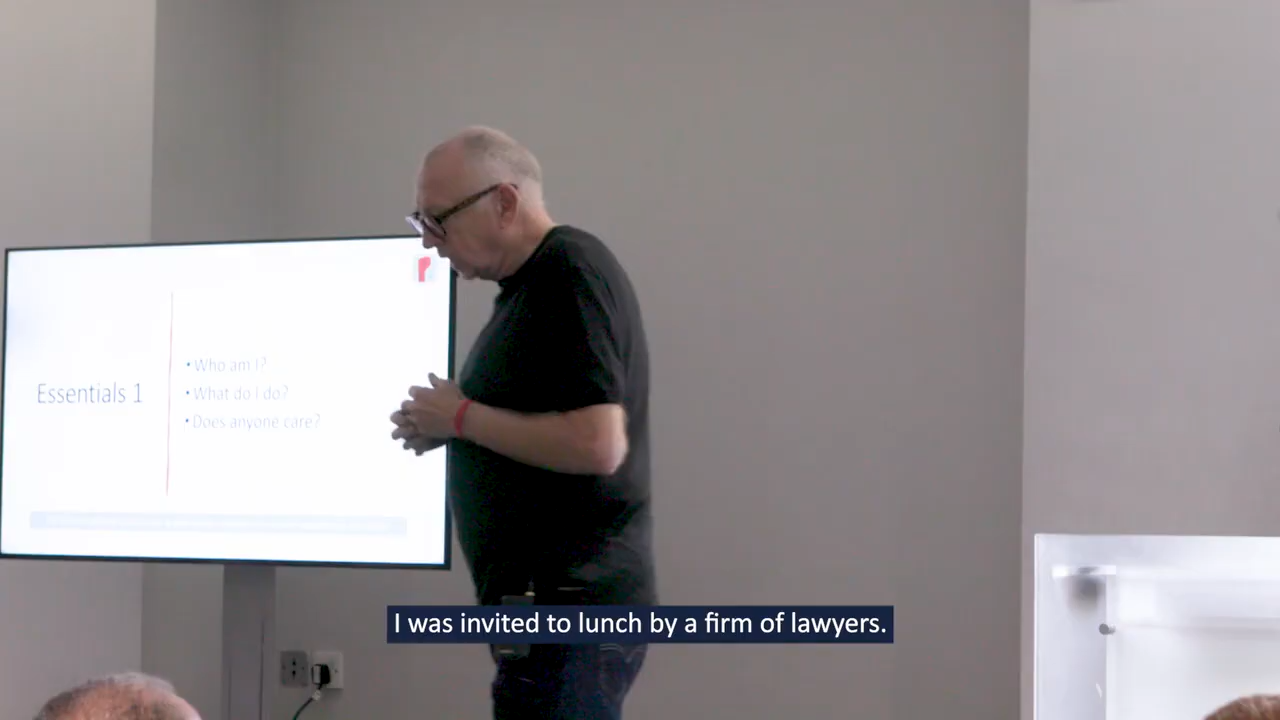 Essentials 1
• Who am I?
• What do I do?
• Does anyone care?
I was invited to lunch by a firm of lawyers.